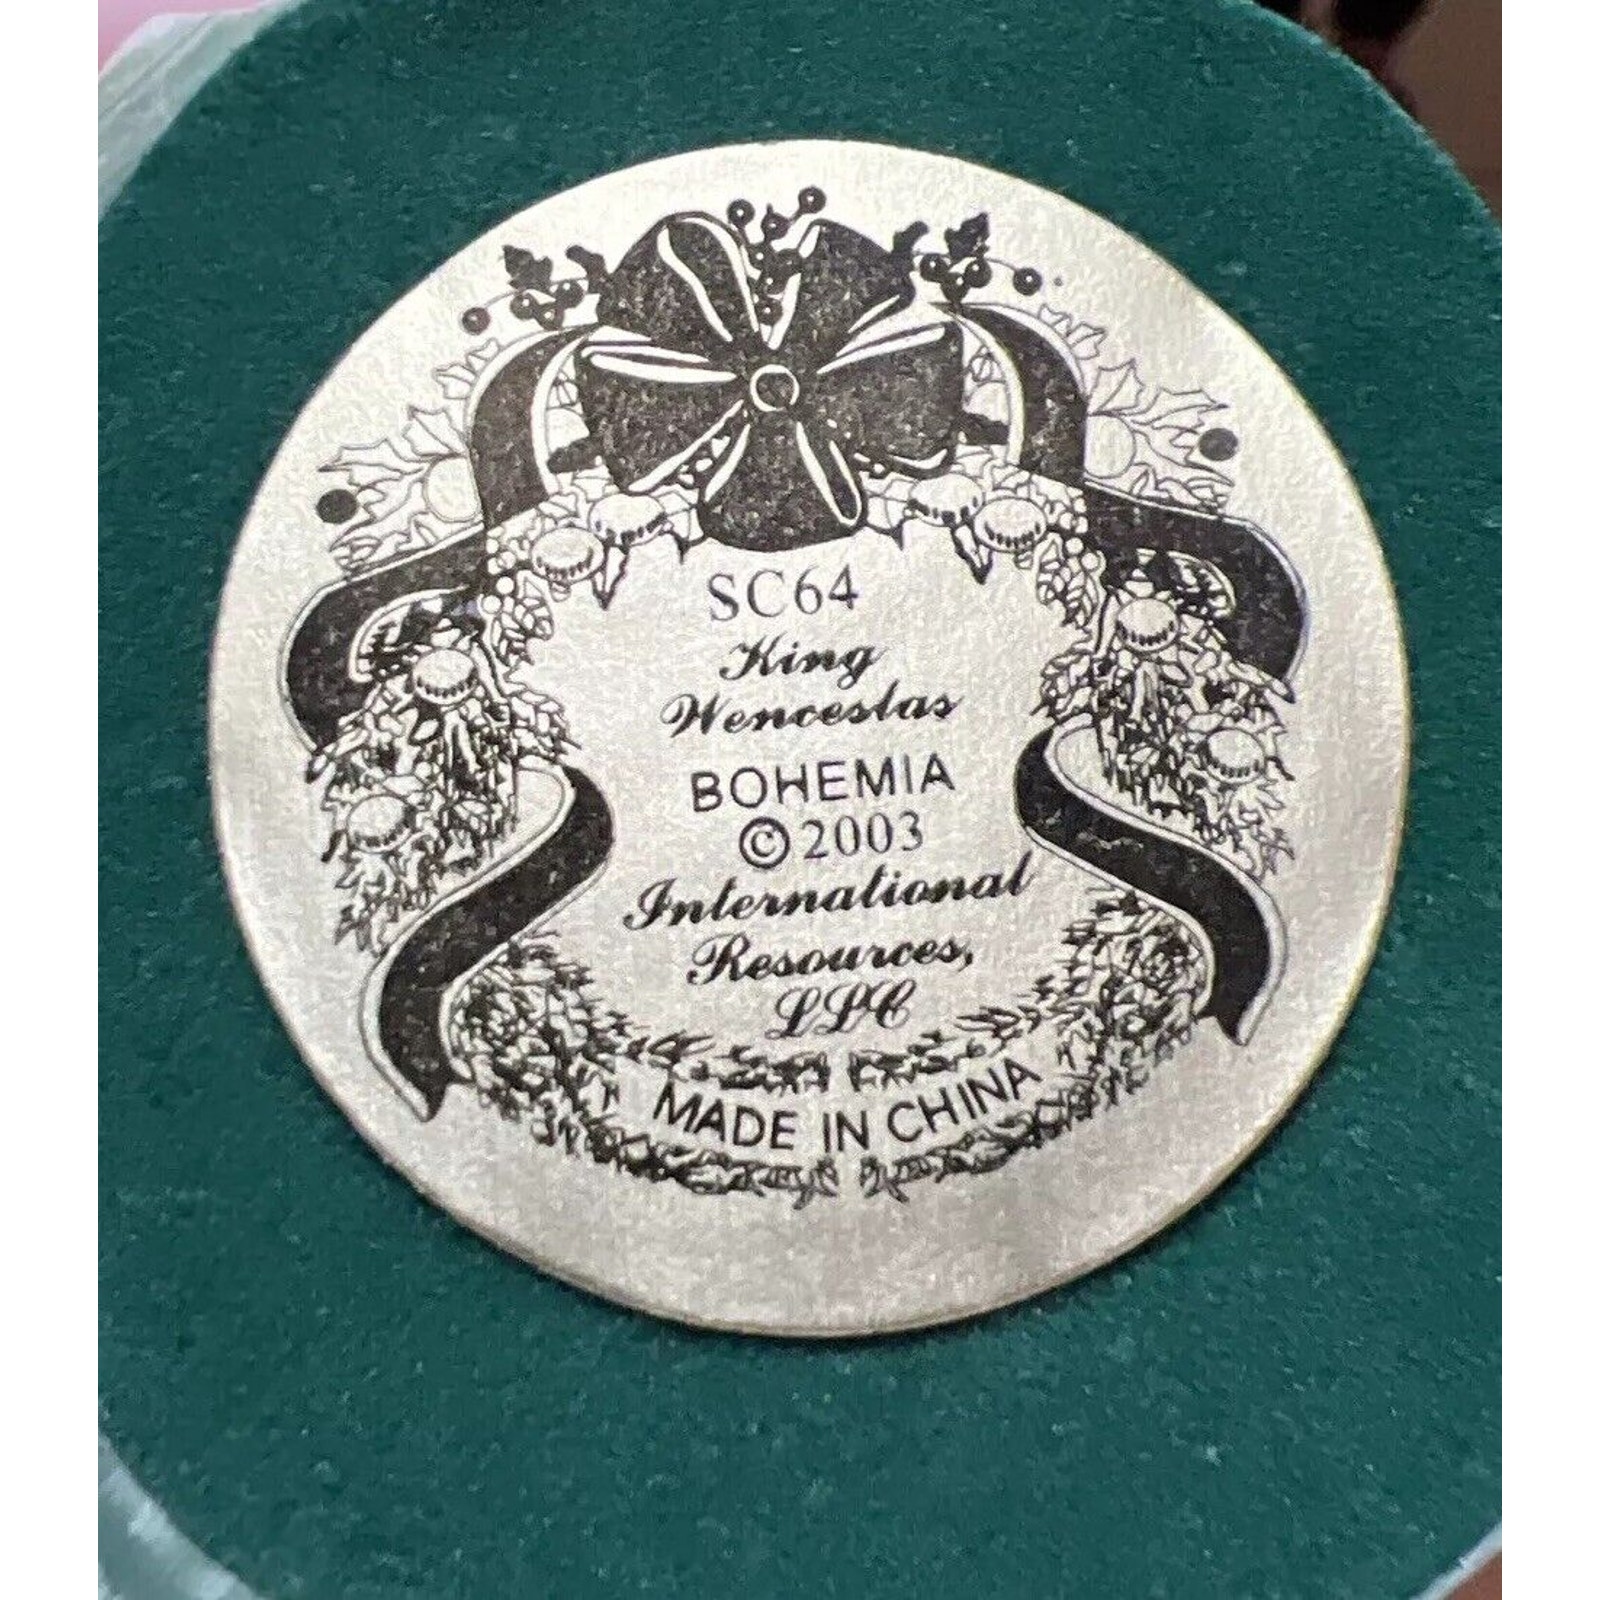 SC64
King
Wenceslas
BOHEMIA
©2003
International
Resources,
LLC
MADE IN CHINA